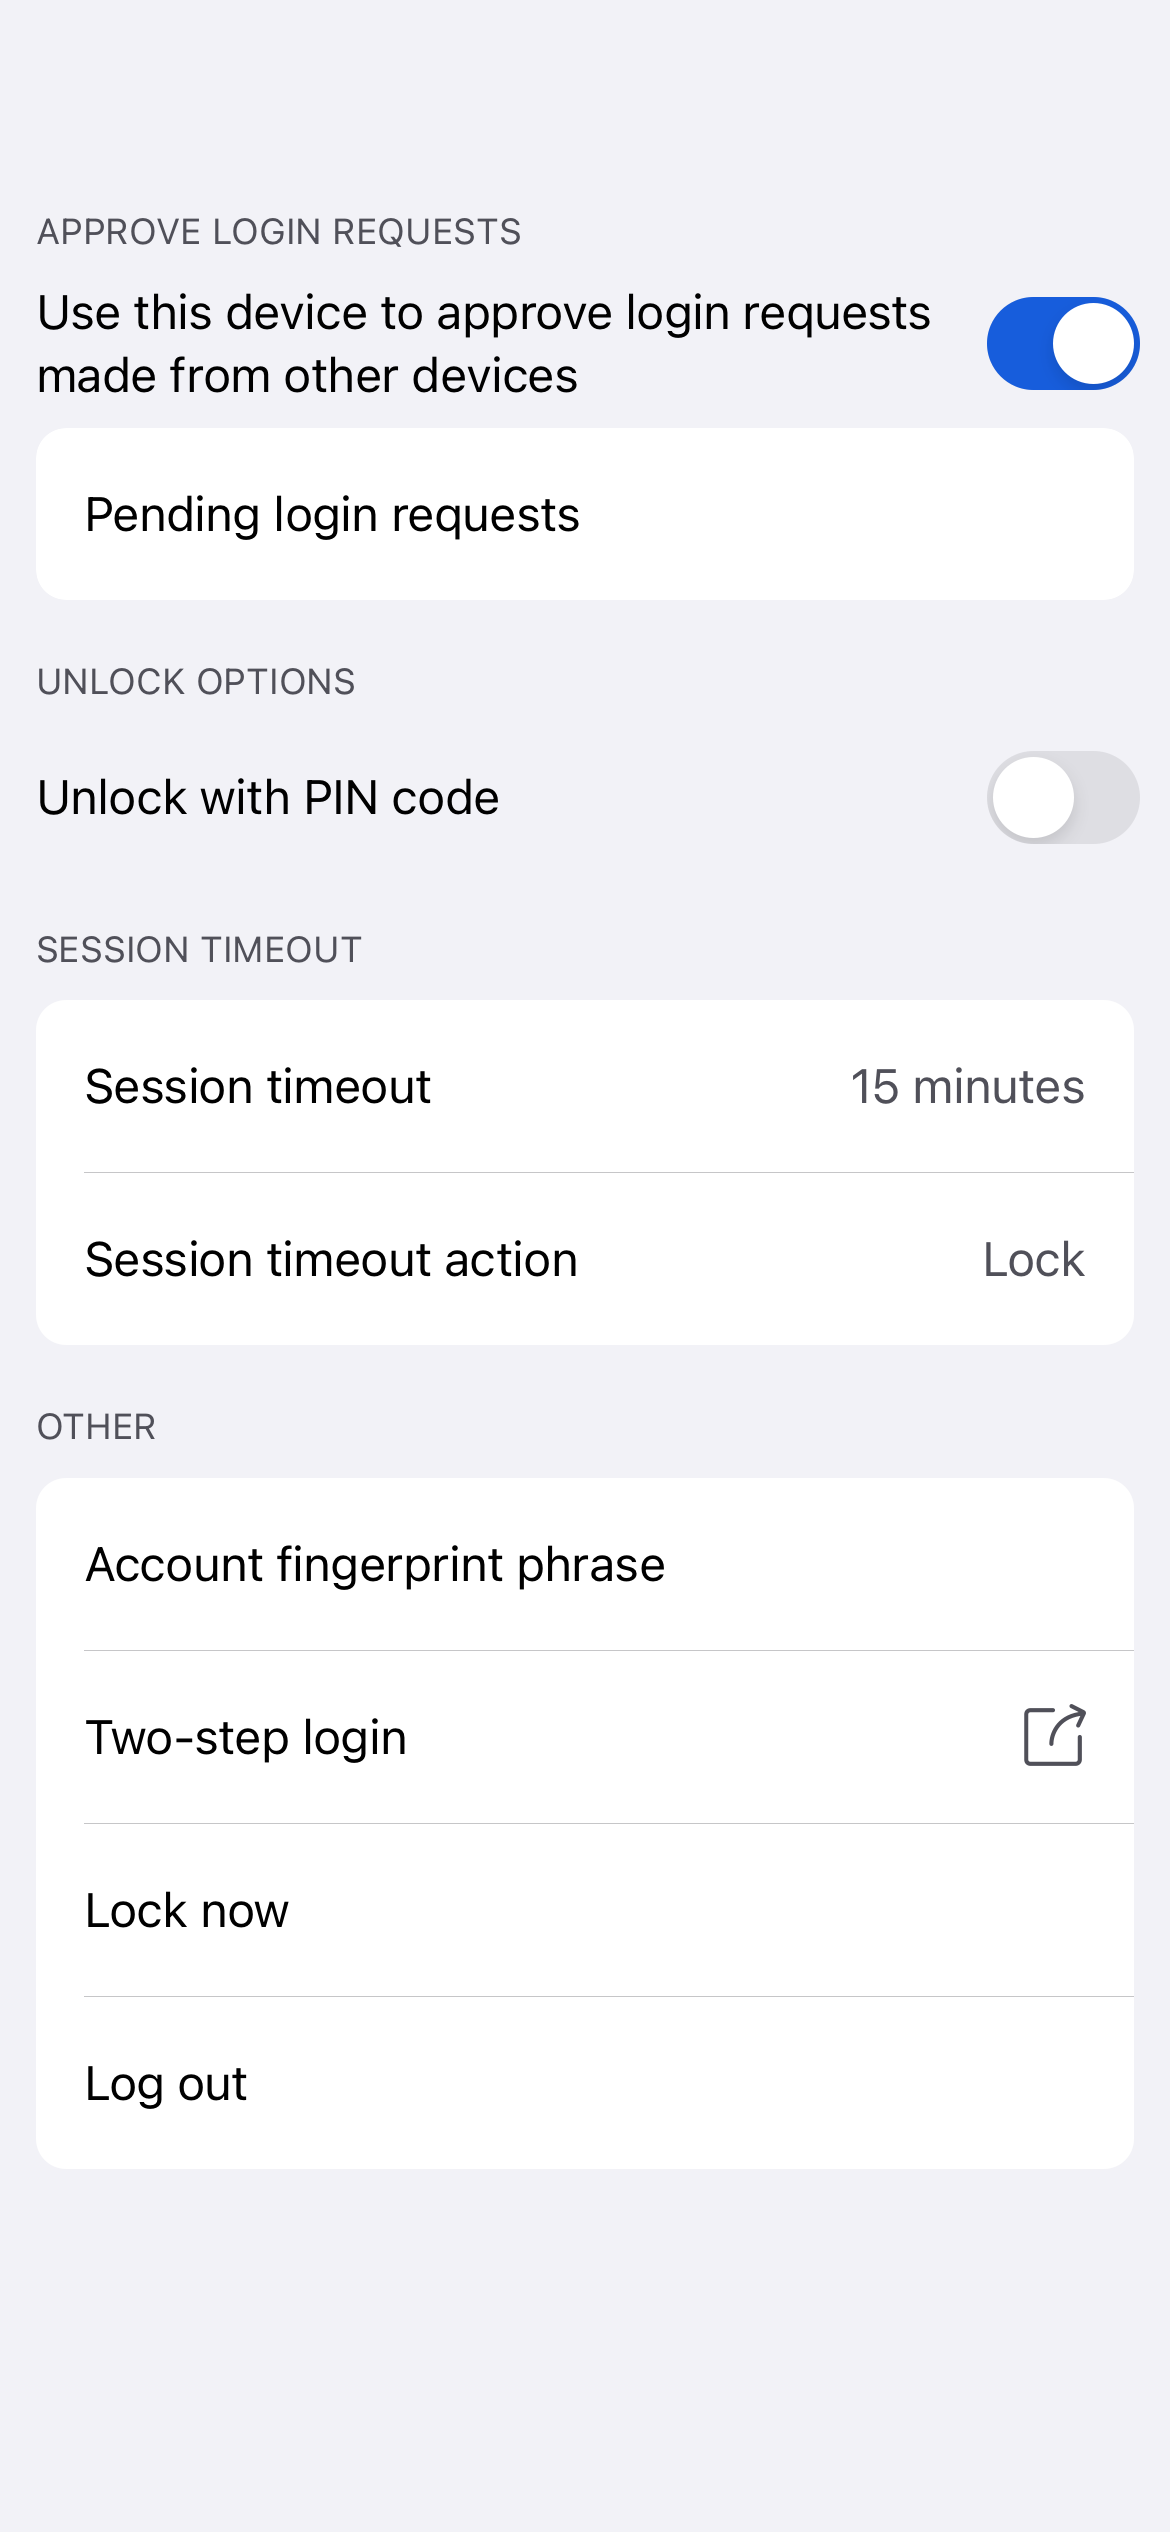 APPROVE LOGIN REQUESTS
Use this device to approve login requests
made from other devices
Pending login requests
UNLOCK OPTIONS
Unlock with PIN code
SESSION TIMEOUT
Session timeout 15 minutes
Session timeout action Lock
OTHER
Account fingerprint phrase
Two-step login
Lock now
Log out